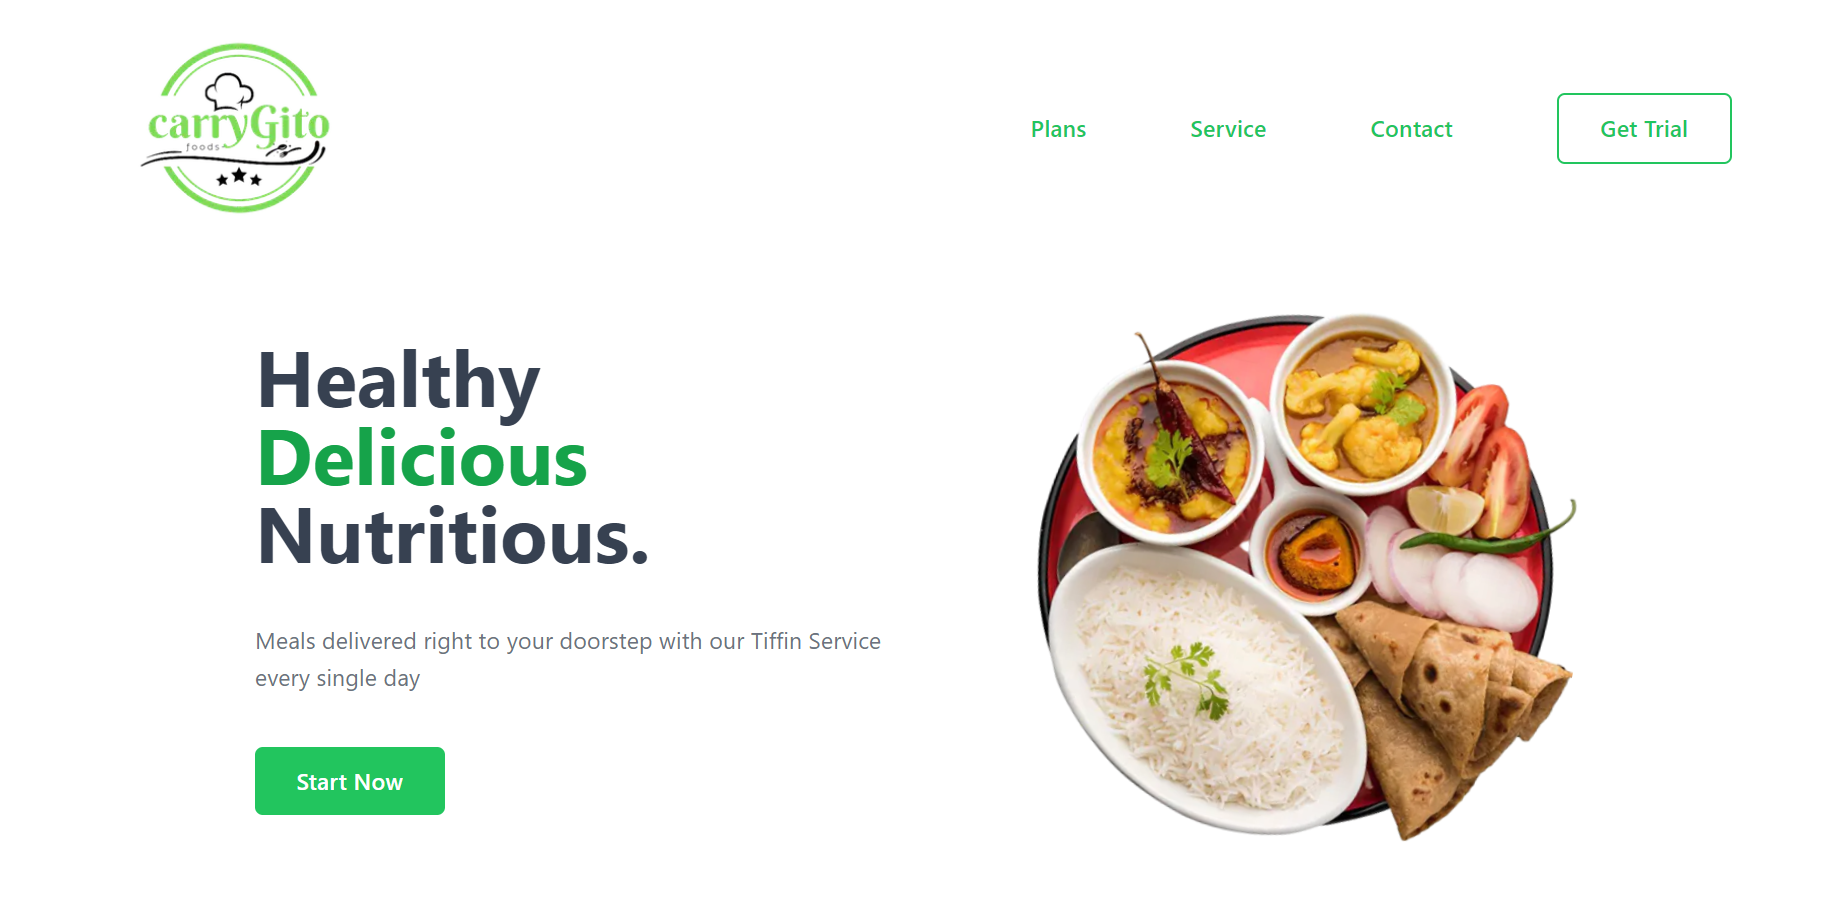 carryGito
foods
Plans
Service
Contact
Get Trial
Healthy
Delicious
Nutritious.
Meals delivered right to your doorstep with our Tiffin Service
every single day
Start Now